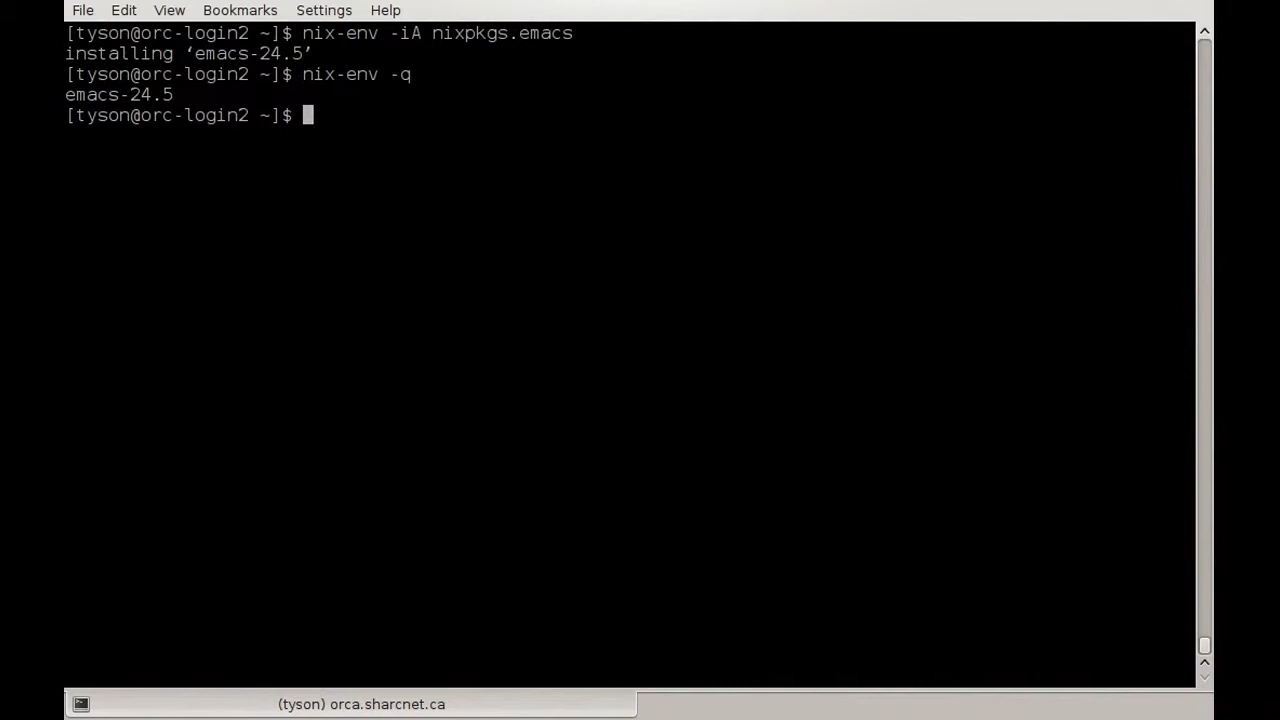 File Edit View Bookmarks Settings Help
[tyson@orc-login2 ~]$ nix-env -iA nixpkgs.emacs
installing ‘emacs-24.5’
[tyson@orc-login2 ~]$ nix-env -q
emacs-24.5
[tyson@orc-login2 ~]$
(tyson) orca.sharcnet.ca